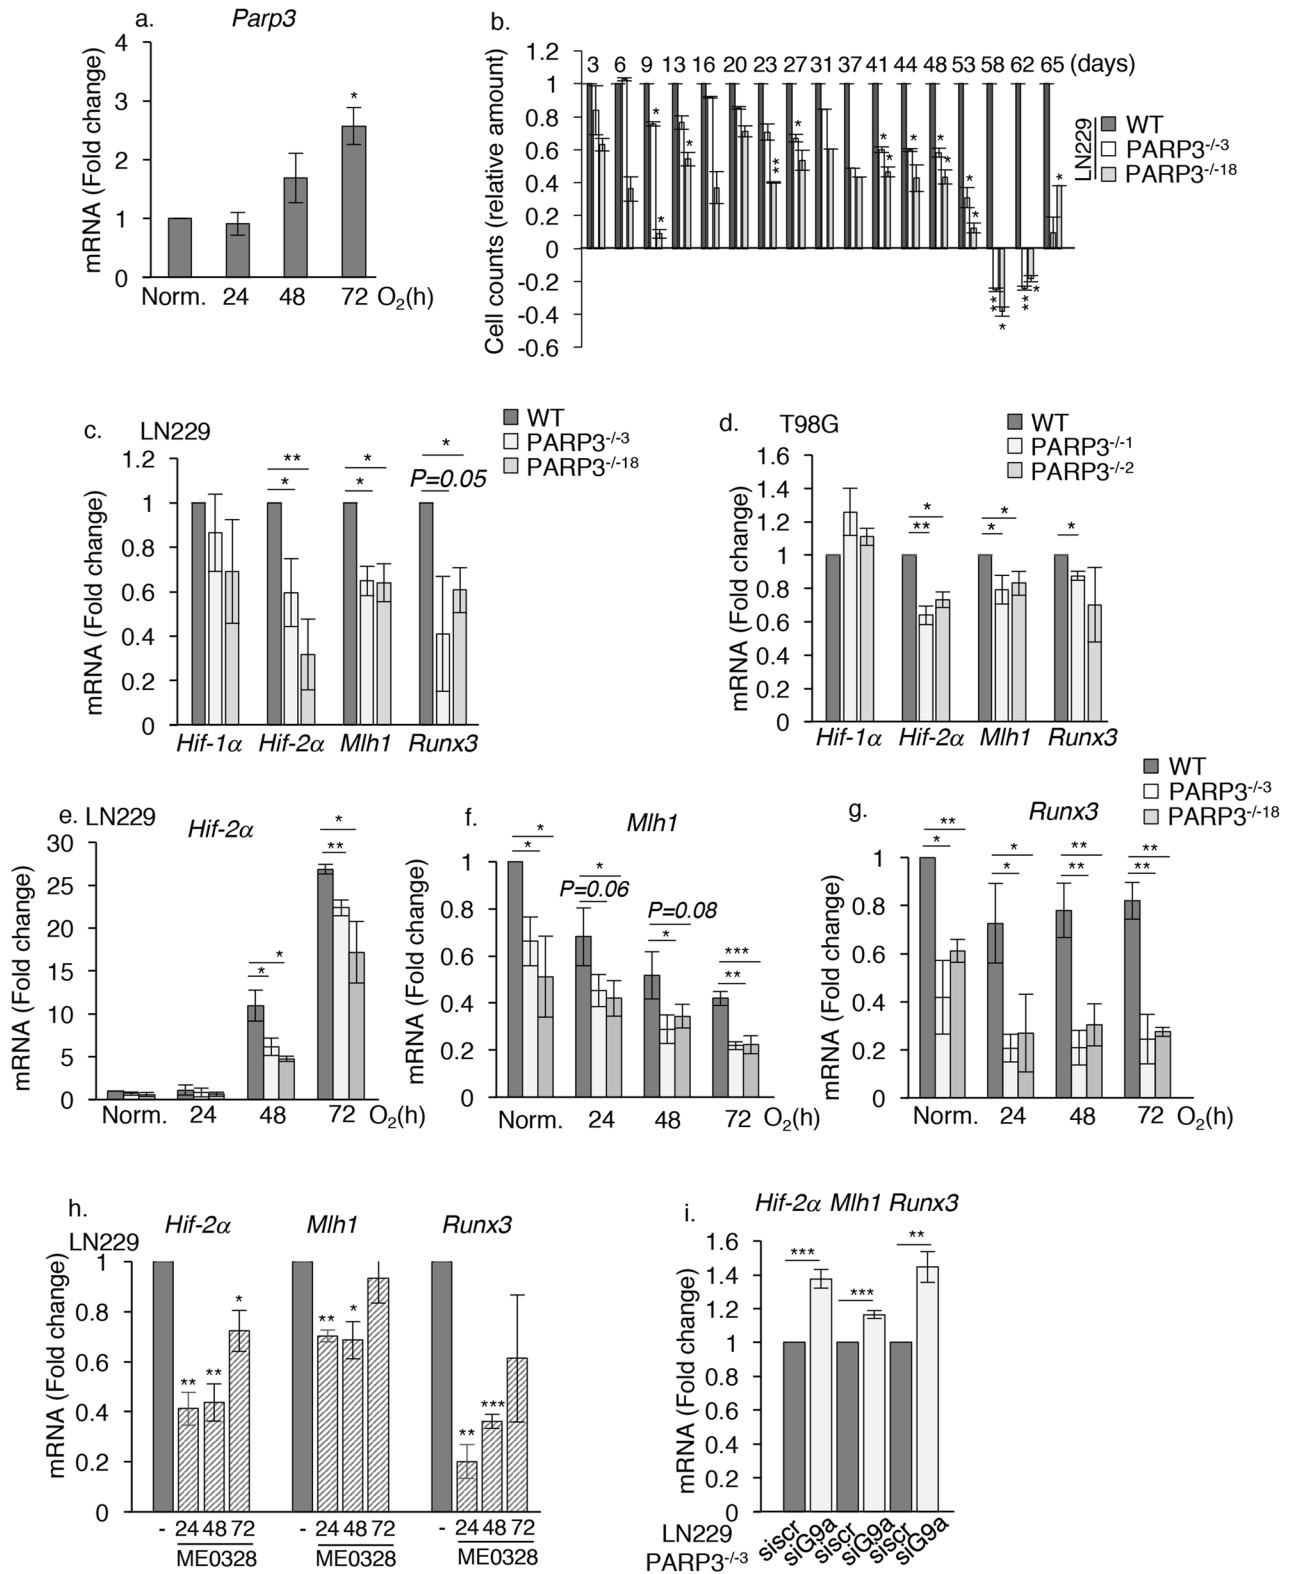 a. Parp3
mRNA (Fold change)
4
3
2
1
0
Norm. 24 48 72 O2(h)
*
b.
Cell counts (relative amount)
1.2
1
0.8
0.6
0.4
0.2
0
-0.2
-0.4
-0.6
3 6 9 13 16 20 23 27 31 37 41 44 48 53 58 62 65 (days)
* * * ** * * * * * * * * ** * ** * *
LN229
WT
PARP3-/-3
PARP3-/-18
c. LN229
WT
PARP3-/-3
PARP3-/-18
mRNA (Fold change)
1.2
1
0.8
0.6
0.4
0.2
0
** * *
* * P=0.05
Hif-1α Hif-2α Mlh1 Runx3
d. T98G
WT
PARP3-/-1
PARP3-/-2
mRNA (Fold change)
1.6
1.4
1.2
1
0.8
0.6
0.4
0.2
0
* *
** * *
Hif-1α Hif-2α Mlh1 Runx3
WT
PARP3-/-3
PARP3-/-18
e. LN229 Hif-2α
mRNA (Fold change)
30
25
20
15
10
5
0
* *
* **
Norm. 24 48 72 O2(h)
f. Mlh1
mRNA (Fold change)
1
0.8
0.6
0.4
0.2
0
* * P=0.08 ***
* P=0.06 * **
Norm. 24 48 72 O2(h)
g. Runx3
mRNA (Fold change)
1
0.8
0.6
0.4
0.2
0
** * ** **
* * ** **
Norm. 24 48 72 O2(h)
h.
LN229
Hif-2α Mlh1 Runx3
mRNA (Fold change)
1
0.8
0.6
0.4
0.2
0
** ** * ** * ** ***
- 24 48 72 - 24 48 72 - 24 48 72
ME0328 ME0328 ME0328
i.
Hif-2α Mlh1 Runx3
mRNA (Fold change)
1.6
1.4
1.2
1
0.8
0.6
0.4
0.2
0
*** *** **
siscr siG9a siscr siG9a siscr siG9a
LN229
PARP3-/-3